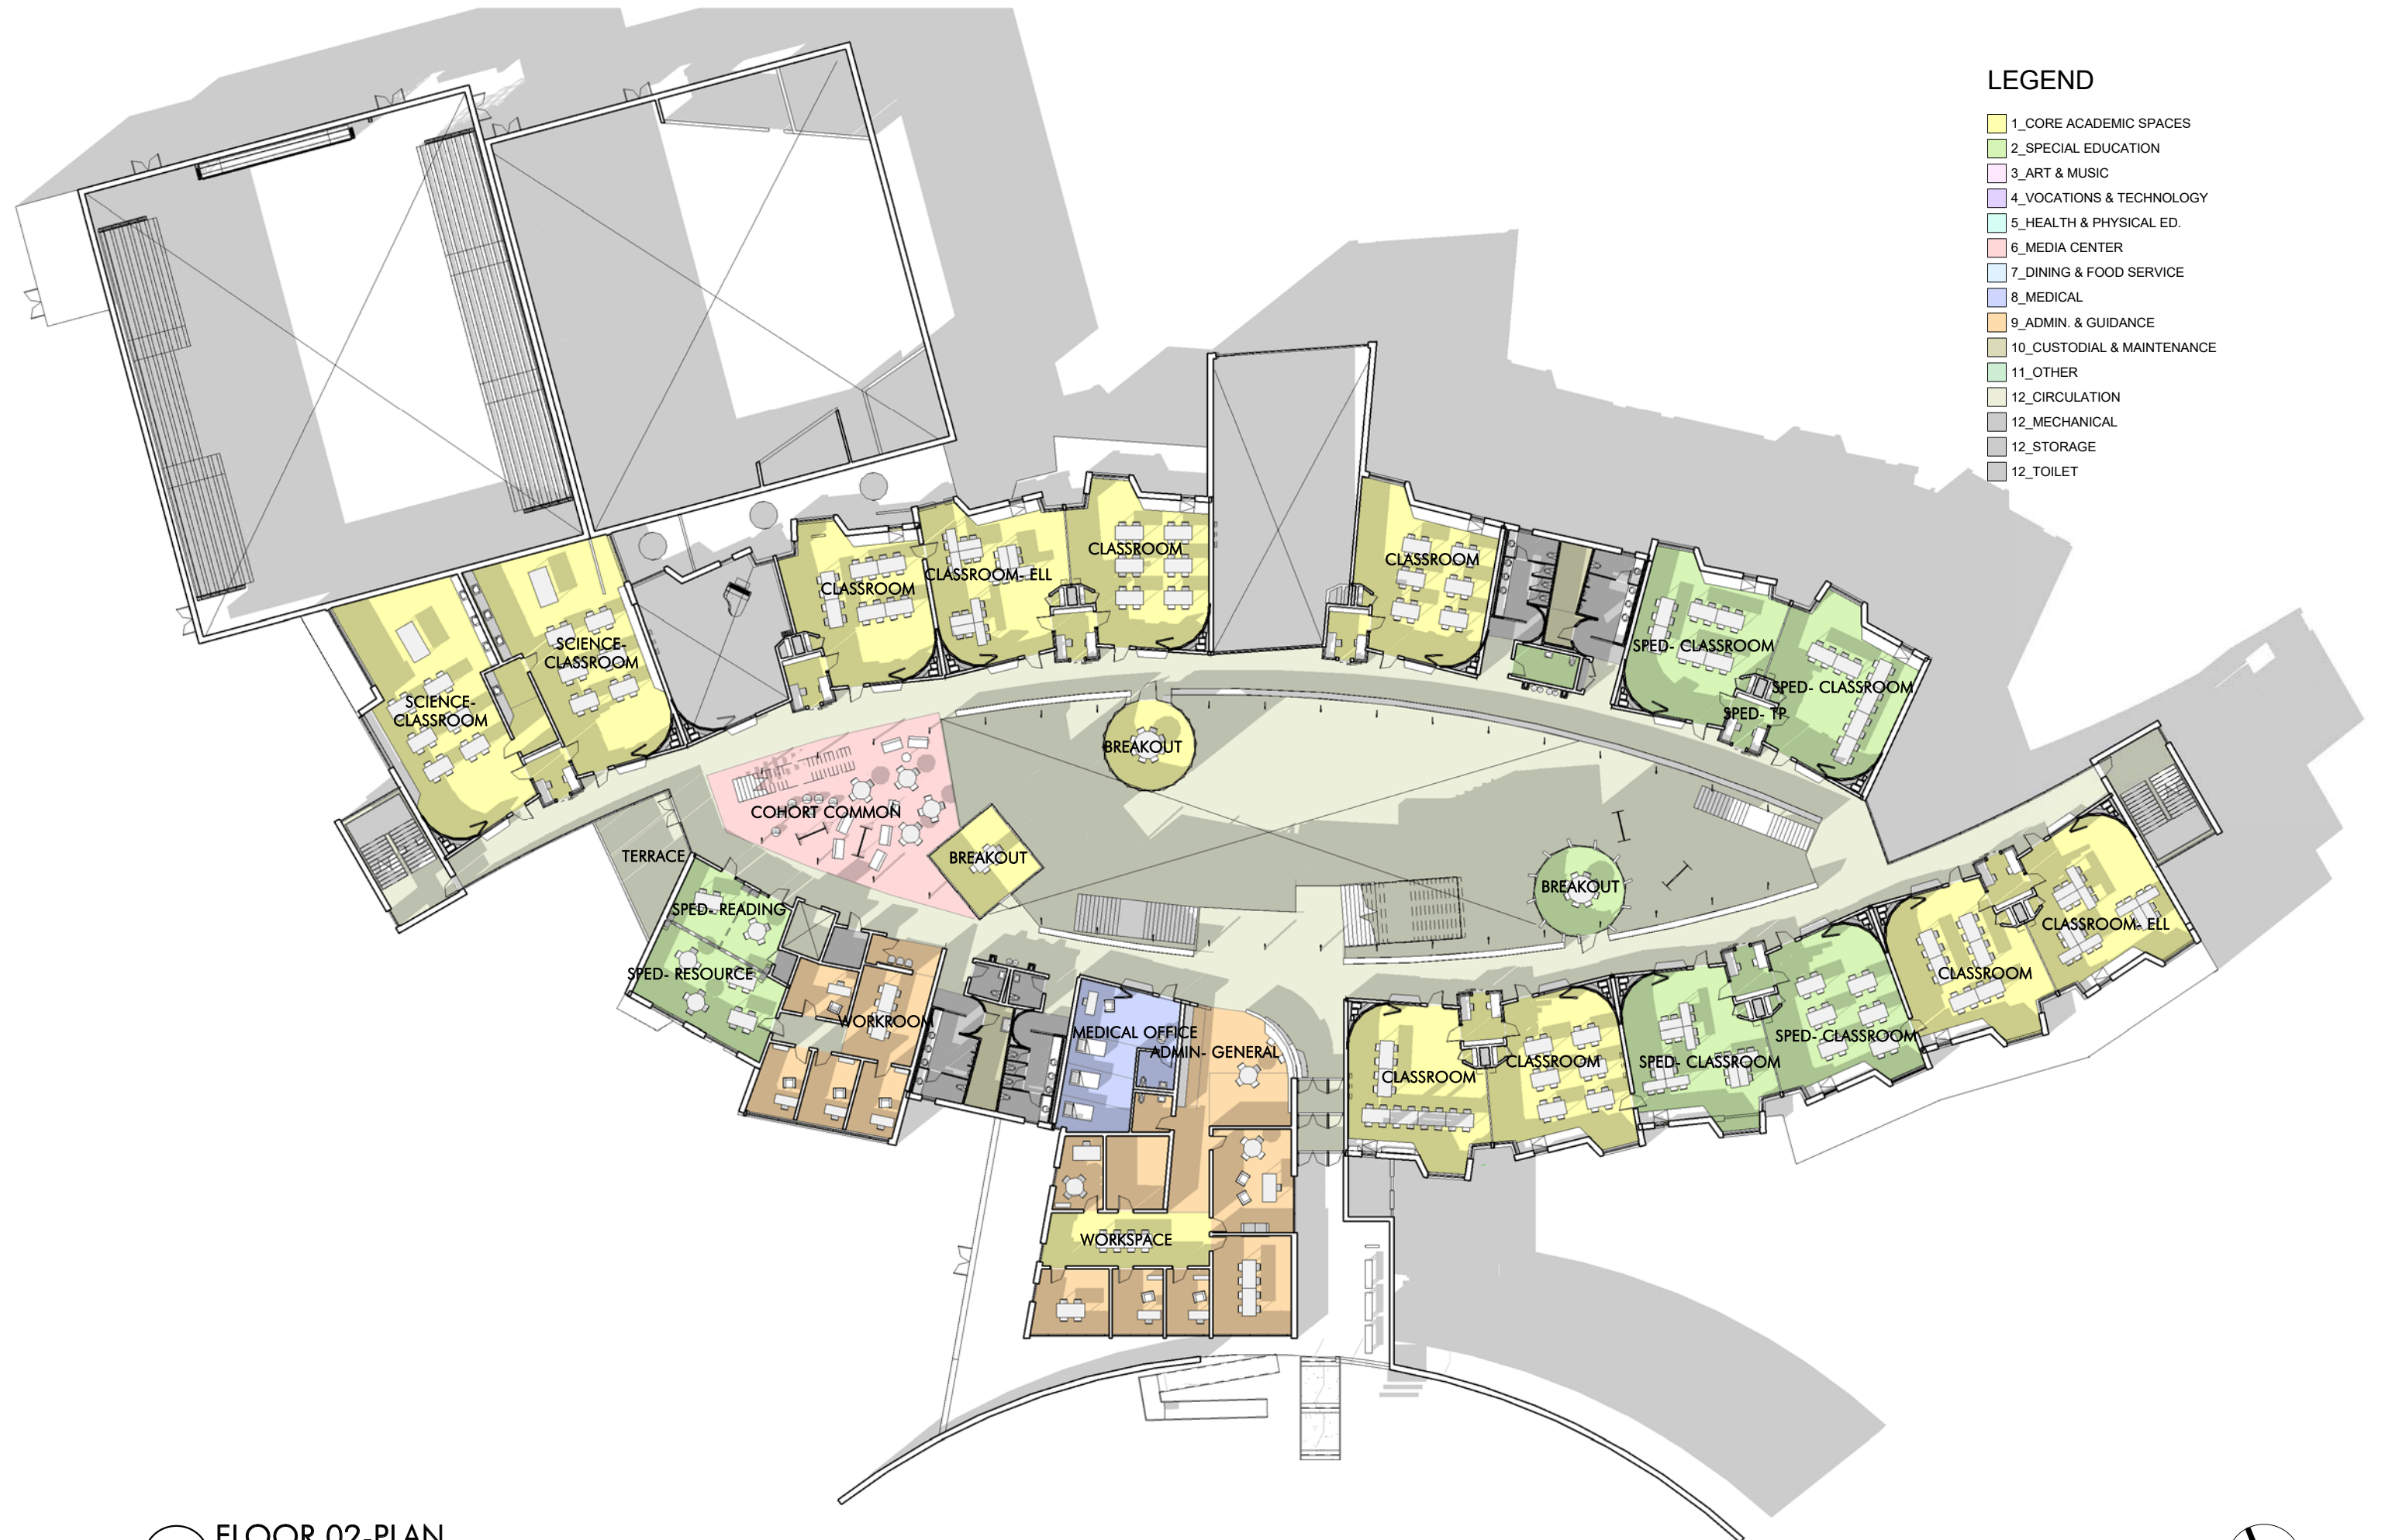 LEGEND
1_CORE ACADEMIC SPACES
2_SPECIAL EDUCATION
3_ART & MUSIC
4_VOCATIONS & TECHNOLOGY
5_HEALTH & PHYSICAL ED.
6_MEDIA CENTER
7_DINING & FOOD SERVICE
8_MEDICAL
9_ADMIN. & GUIDANCE
10_CUSTODIAL & MAINTENANCE
11_OTHER
12_CIRCULATION
12_MECHANICAL
12_STORAGE
12_TOILET
CLASSROOM
CLASSROOM
CLASSROOM- ELL
CLASSROOM
SCIENCE-
CLASSROOM
SPED- CLASSROOM
SPED- CLASSROOM
SCIENCE-
CLASSROOM
SPED- TP
BREAKOUT
COHORT COMMON
TERRACE
BREAKOUT
BREAKOUT
SPED- READING
CLASSROOM- ELL
SPED- RESOURCE
CLASSROOM
WORKROOM
MEDICAL OFFICE
SPED- CLASSROOM
ADMIN- GENERAL
CLASSROOM
SPED- CLASSROOM
CLASSROOM
WORKSPACE
FLOOR 02-PLAN